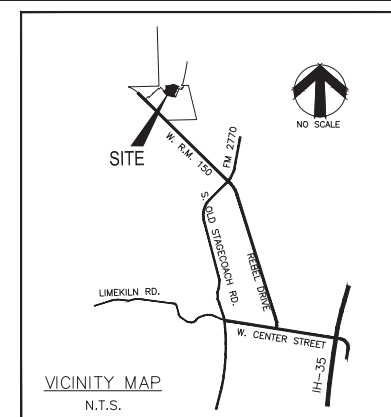 NO SCALE
SITE
W. R.M. 150
FM 2770
S. OLD STAGECOACH RD.
REBEL DRIVE
LIMEKILN RD.
W. CENTER STREET
IH-35
VICINITY MAP
N.T.S.